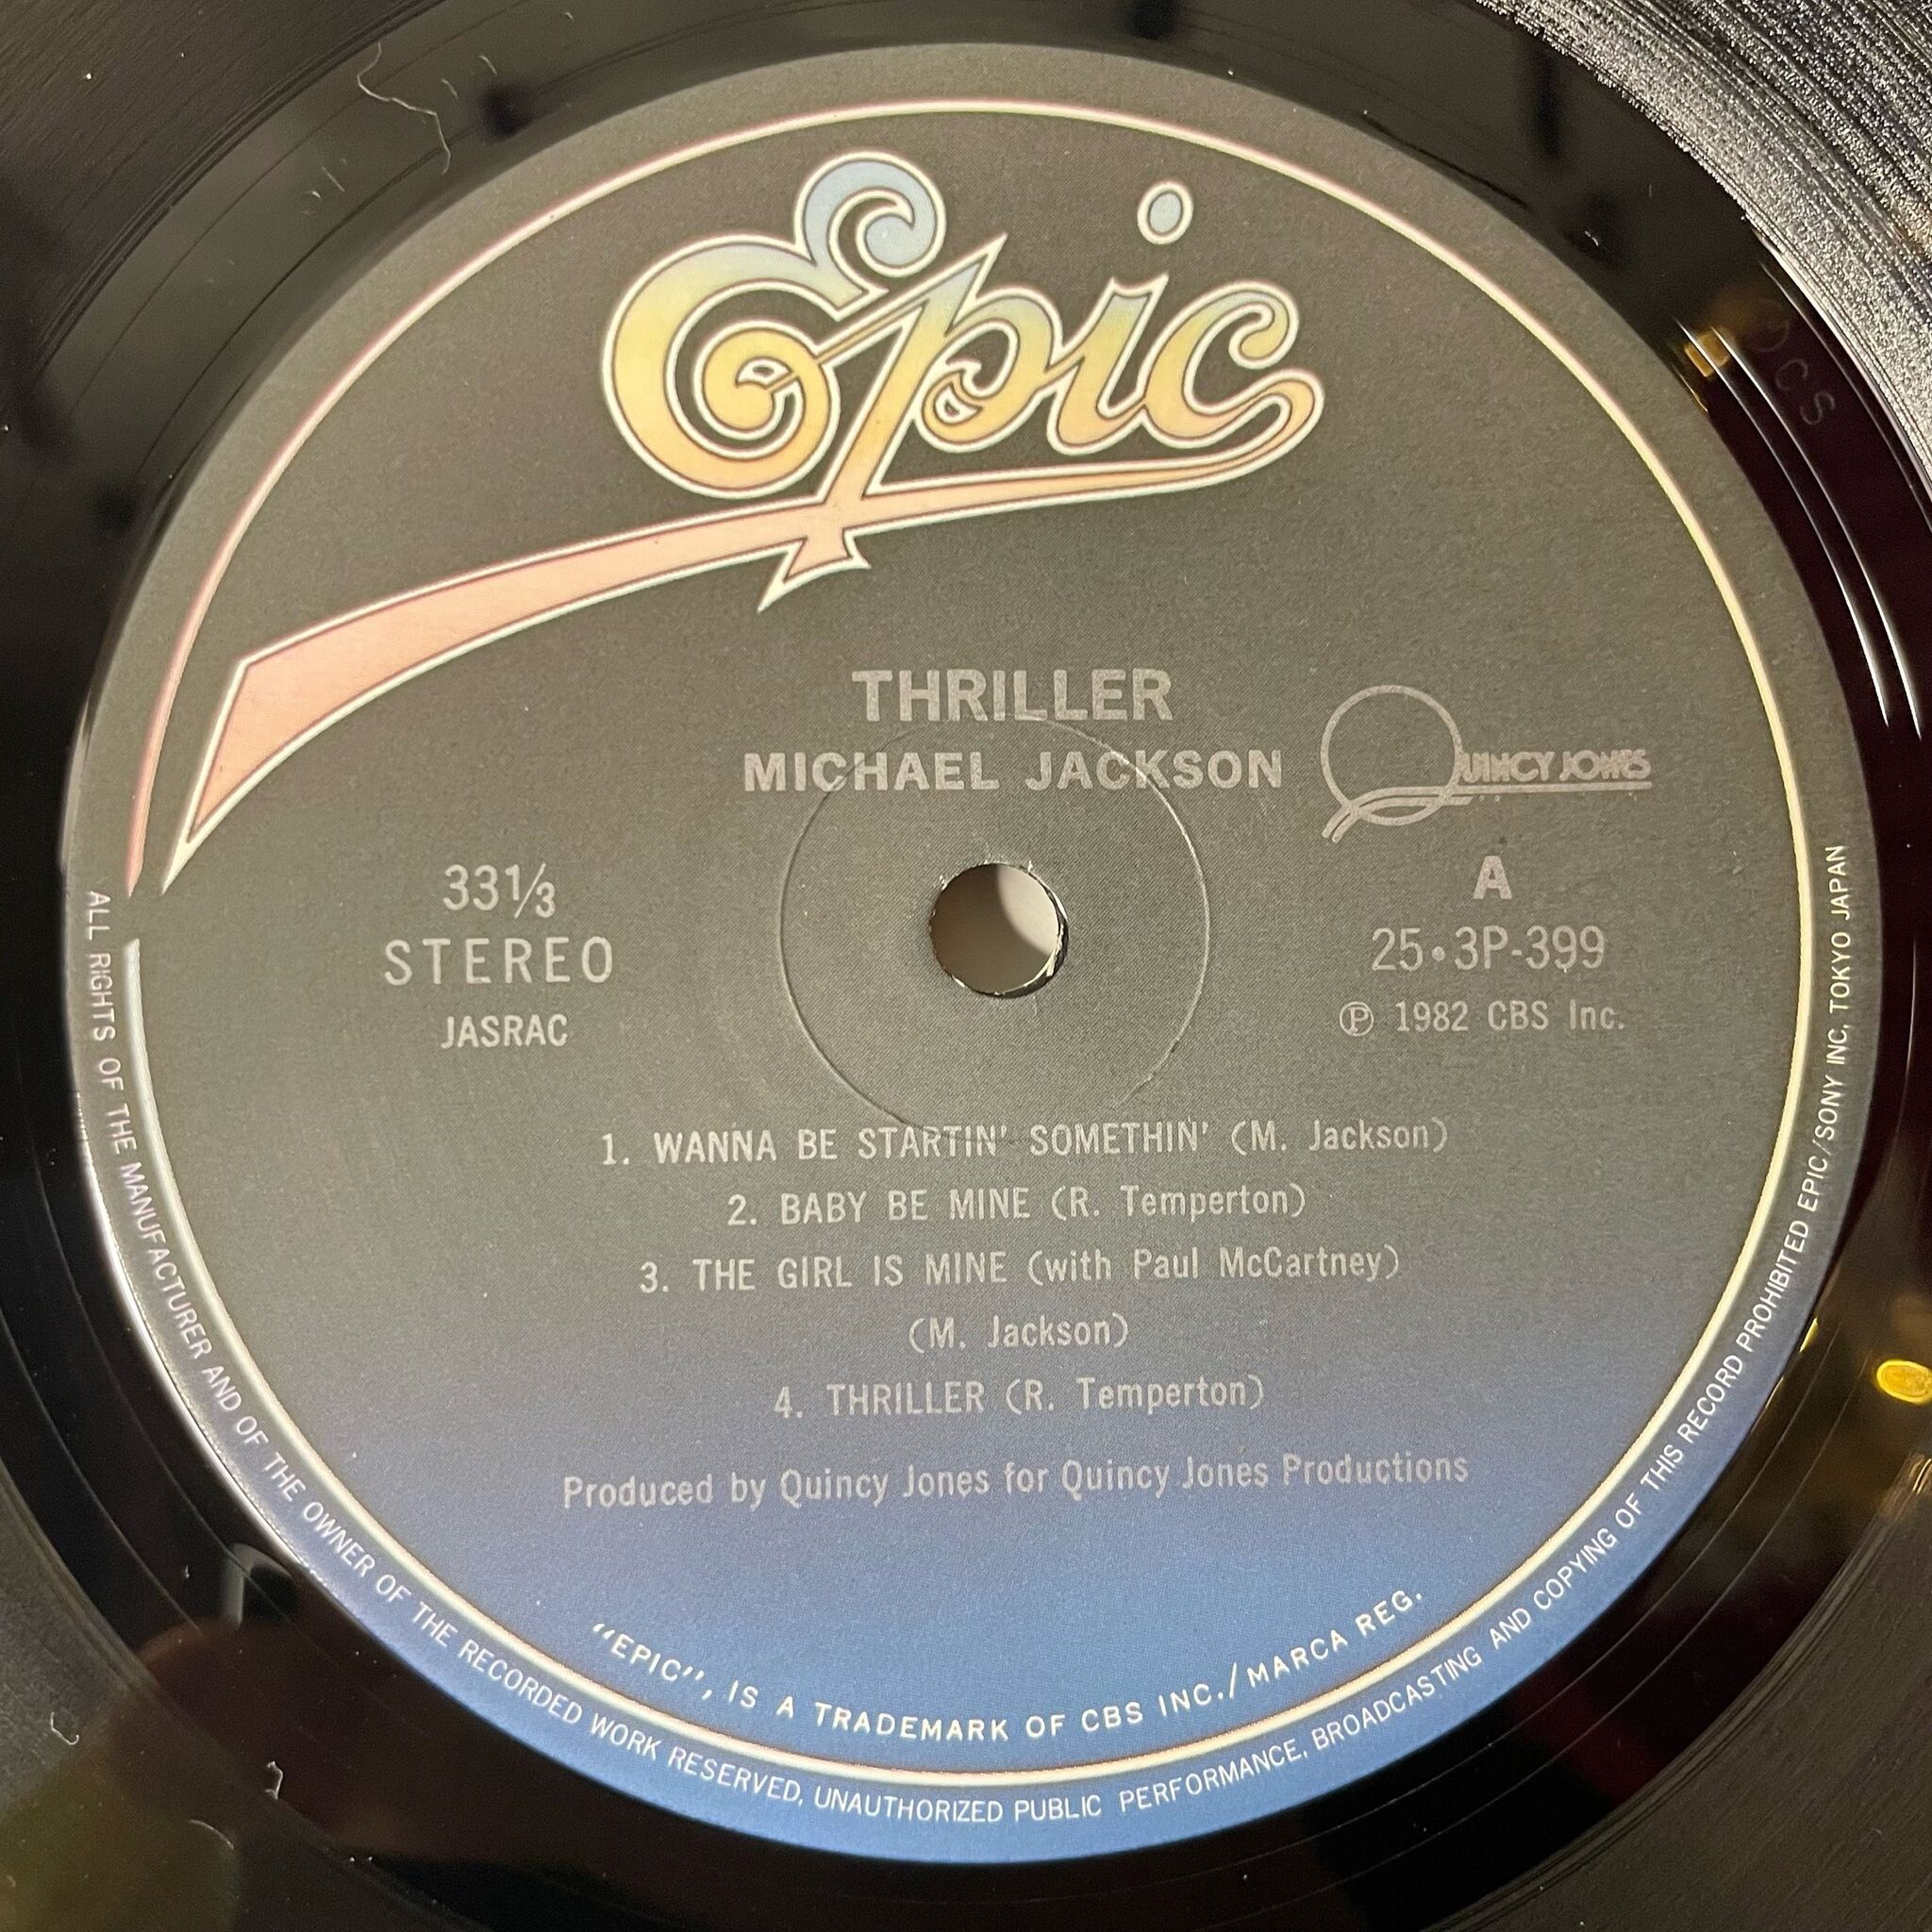 Epic
THRILLER
MICHAEL JACKSON
QUINCY JONES
33⅓
STEREO
JASRAC
A
25•3P-399
Ⓟ 1982 CBS Inc.
1. WANNA BE STARTIN' SOMETHIN' (M. Jackson)
2. BABY BE MINE (R. Temperton)
3. THE GIRL IS MINE (with Paul McCartney)
(M. Jackson)
4. THRILLER (R. Temperton)
Produced by Quincy Jones for Quincy Jones Productions
“EPIC”, IS A TRADEMARK OF CBS INC./MARCA REG.
ALL RIGHTS OF THE MANUFACTURER AND OF THE OWNER OF THE RECORDED WORK RESERVED, UNAUTHORIZED PUBLIC PERFORMANCE, BROADCASTING AND COPYING OF THIS RECORD PROHIBITED EPIC/SONY INC, TOKYO JAPAN